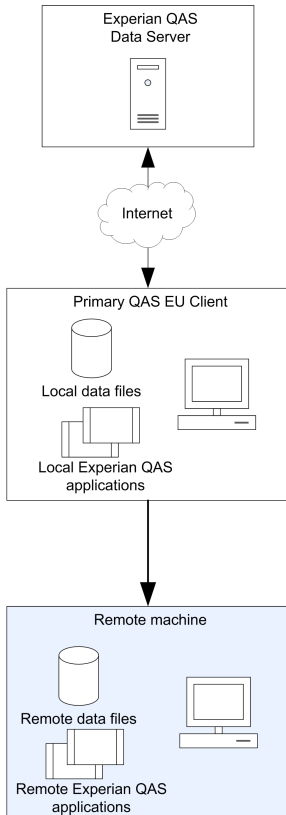 Experian QAS
Data Server
Internet
Primary QAS EU Client
Local data files
Local Experian QAS
applications
Remote machine
Remote data files
Remote Experian QAS
applications